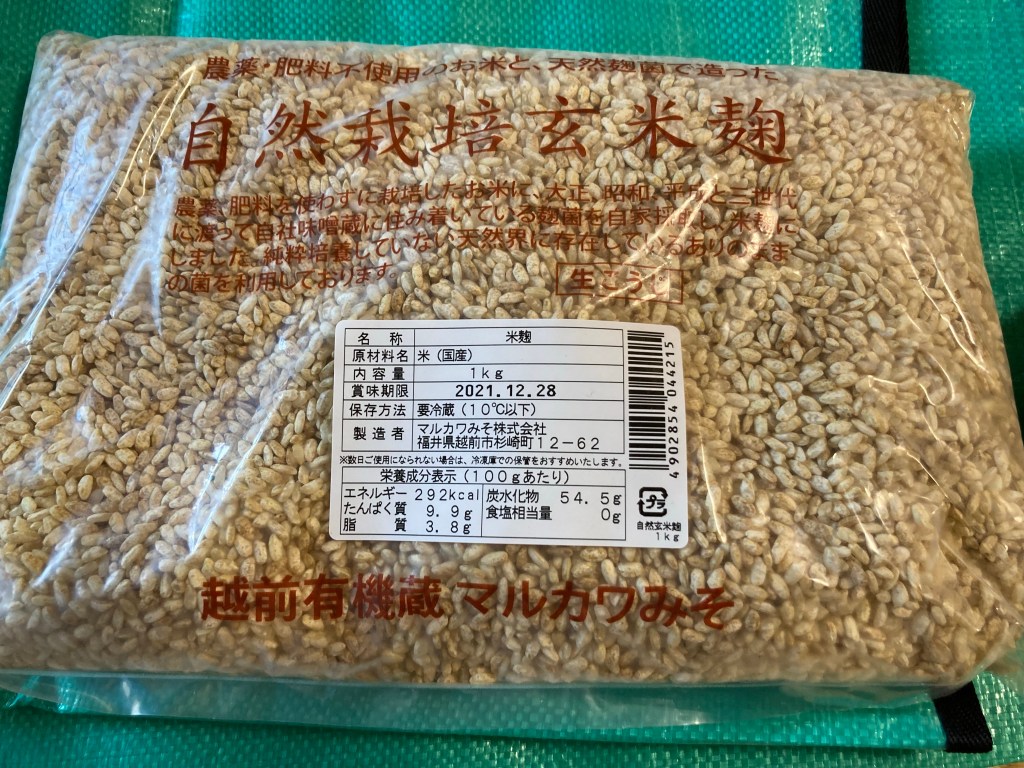 農薬・肥料不使用のお米と、天然麹菌で造った
自然栽培玄米麹
農薬、肥料を使わずに栽培したお米に、大正、昭和、平成と三世代
に渡って自社味噌蔵に住み着いている麹菌を自家採取し、米麹に
しました。純粋培養していない天然界に存在しているありのまま
の菌を利用しております。
生こうじ
名 称 米麹
原材料名 米（国産）
内容量 1kg
賞味期限 2021.12.28
保存方法 要冷蔵（10℃以下）
製造者 マルカワみそ株式会社
福井県越前市杉崎町12－62
※数日ご使用になられない場合は、冷凍庫での保管をおすすめいたします。
栄養成分表示（100gあたり）
エネルギー 292kcal 炭水化物 54.5g
たんぱく質 9.9g 食塩相当量 0g
脂 質 3.8g
4902854044215
プラ
自然玄米麹
1kg
越前有機蔵 マルカワみそ